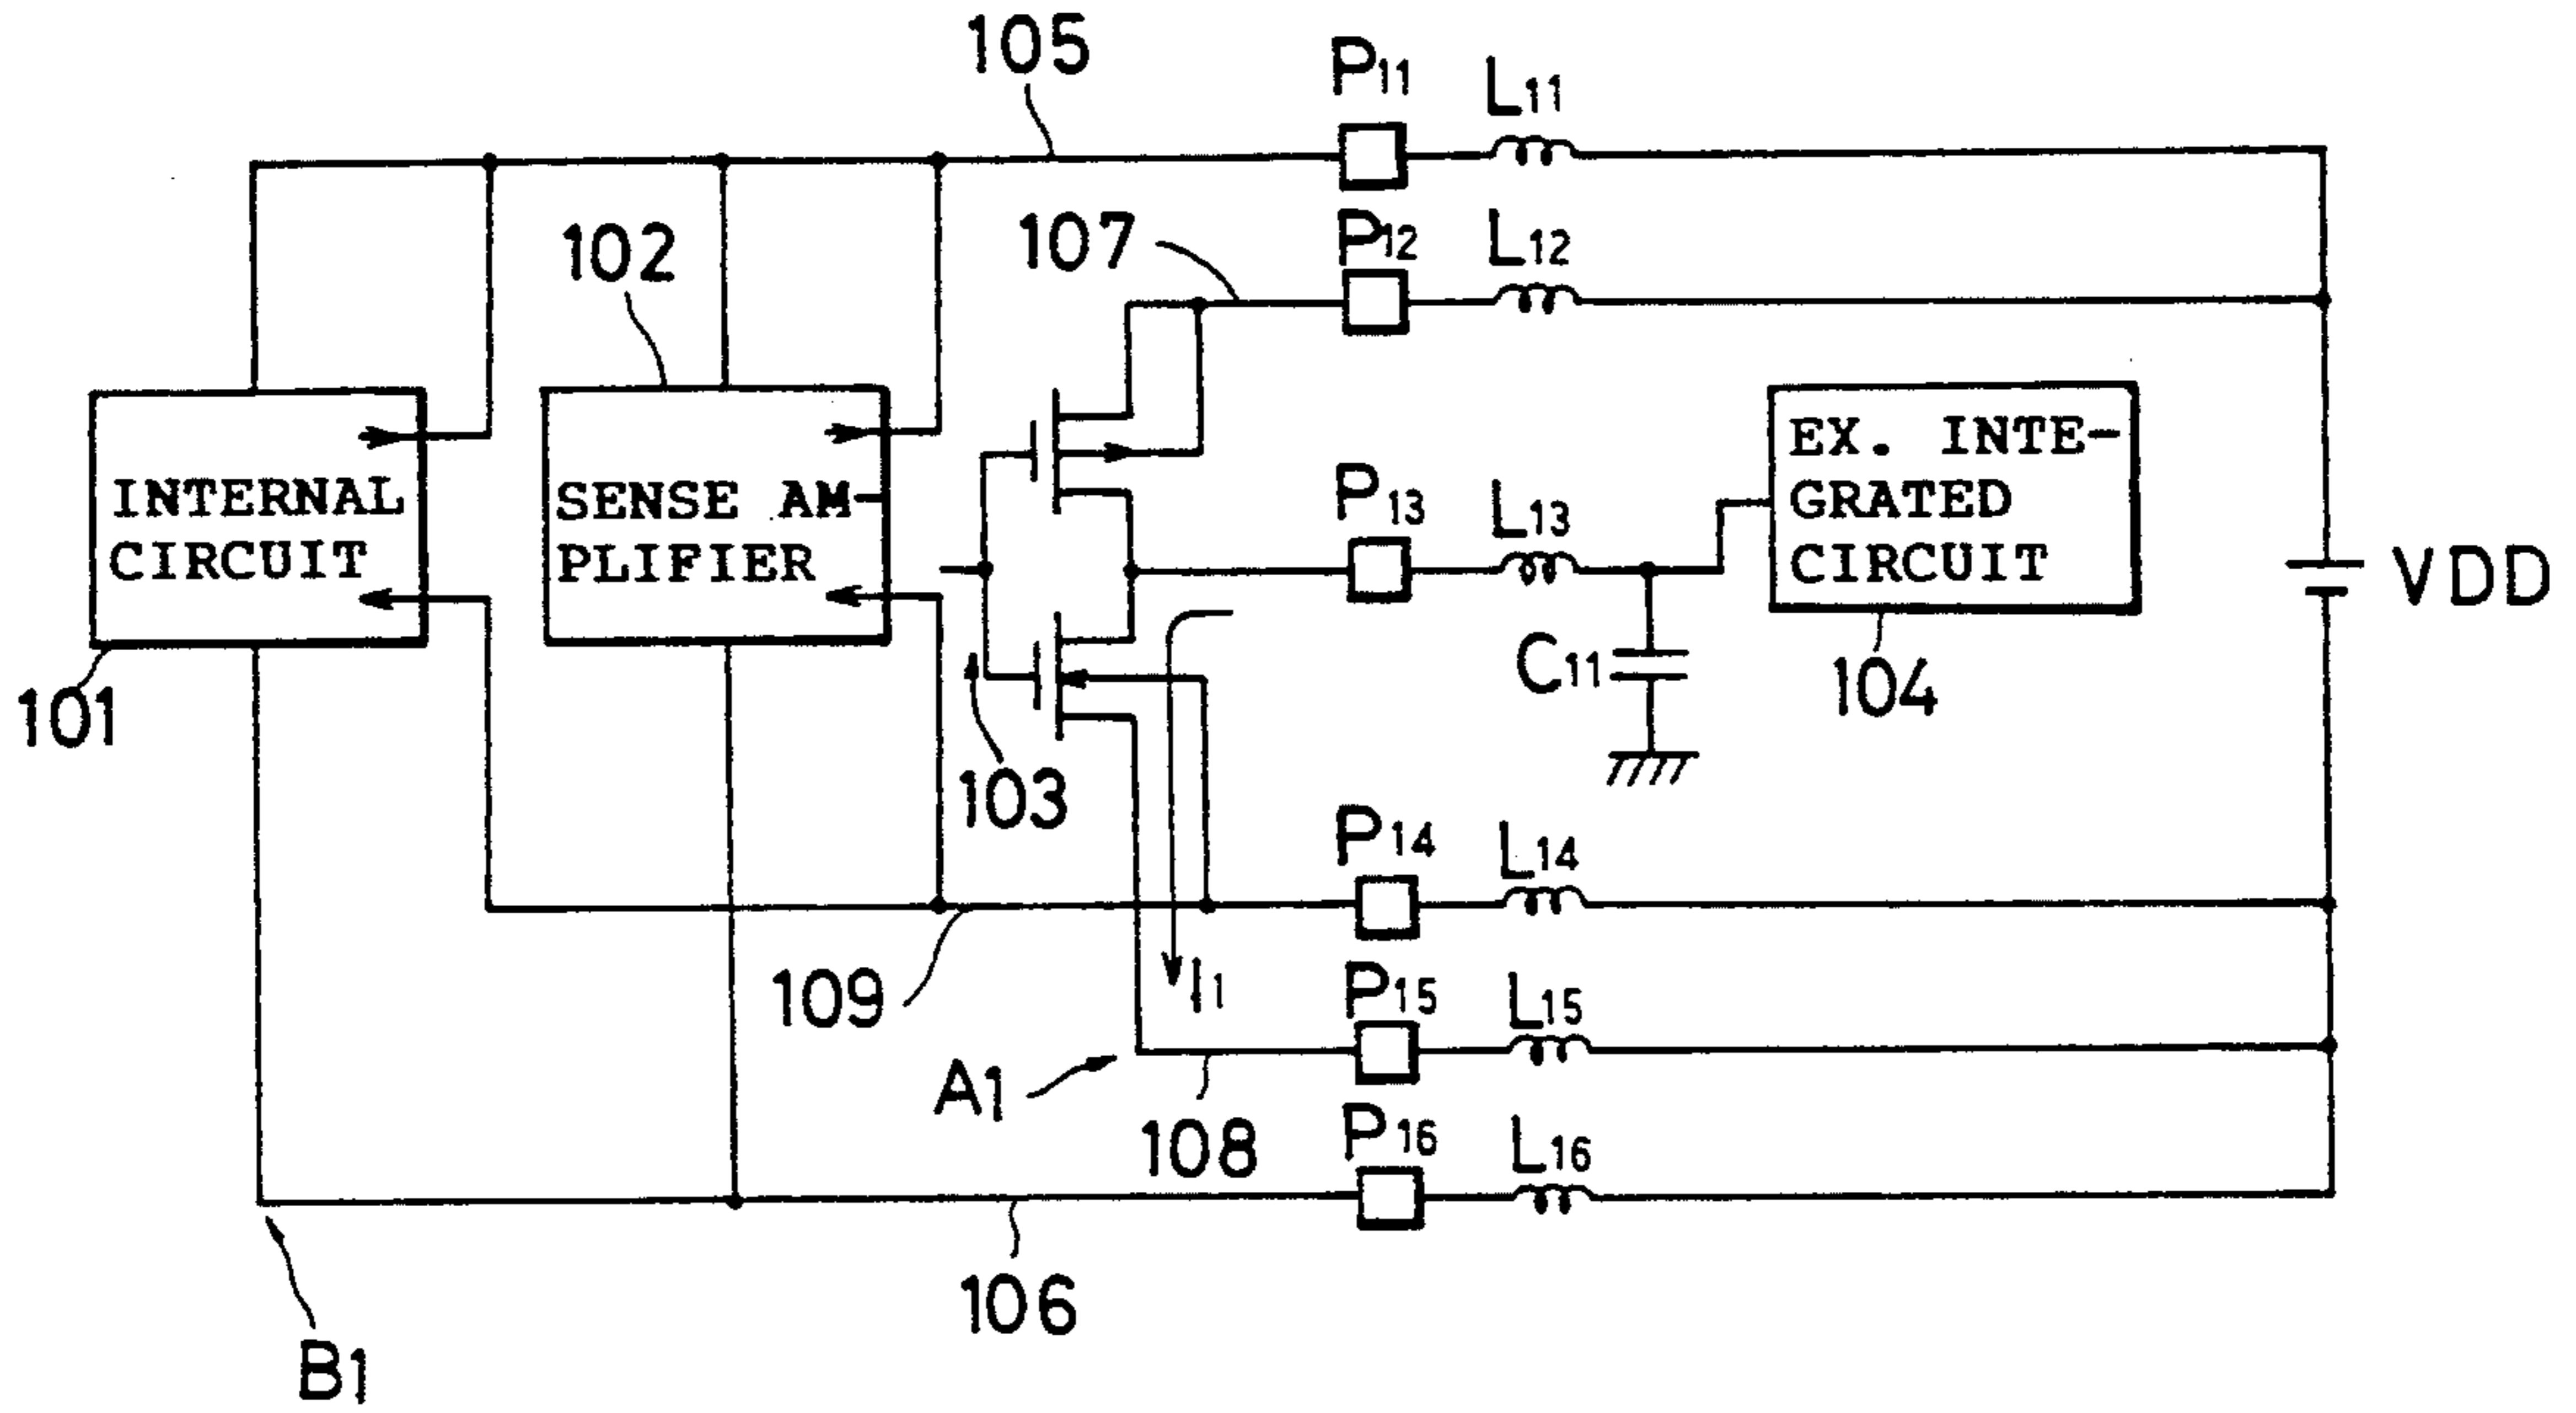 105
P11
L11
107
P12
L12
102
INTERNAL
CIRCUIT
SENSE AM-
PLIFIER
P13
L13
EX. INTE-
GRATED
CIRCUIT
VDD
C11
104
101
103
P14
L14
109
I1
P15
L15
A1
108
P16
L16
106
B1